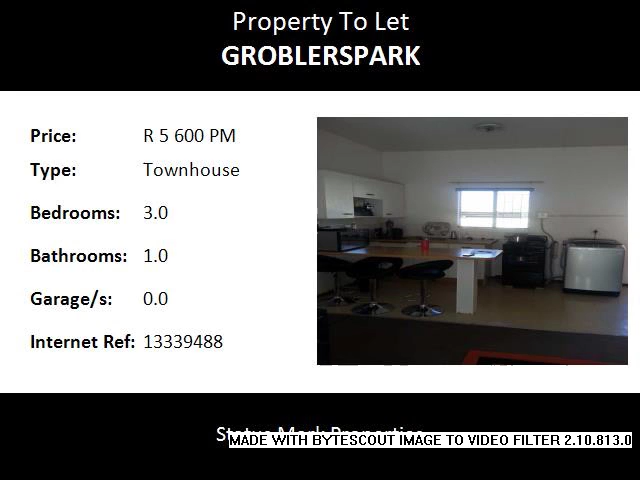 Property To Let
GROBLERSPARK
Price: R 5 600 PM
Type: Townhouse
Bedrooms: 3.0
Bathrooms: 1.0
Garage/s: 0.0
Internet Ref: 13339488
Status Mark Properties
MADE WITH BYTESCOUT IMAGE TO VIDEO FILTER 2.10.813.0